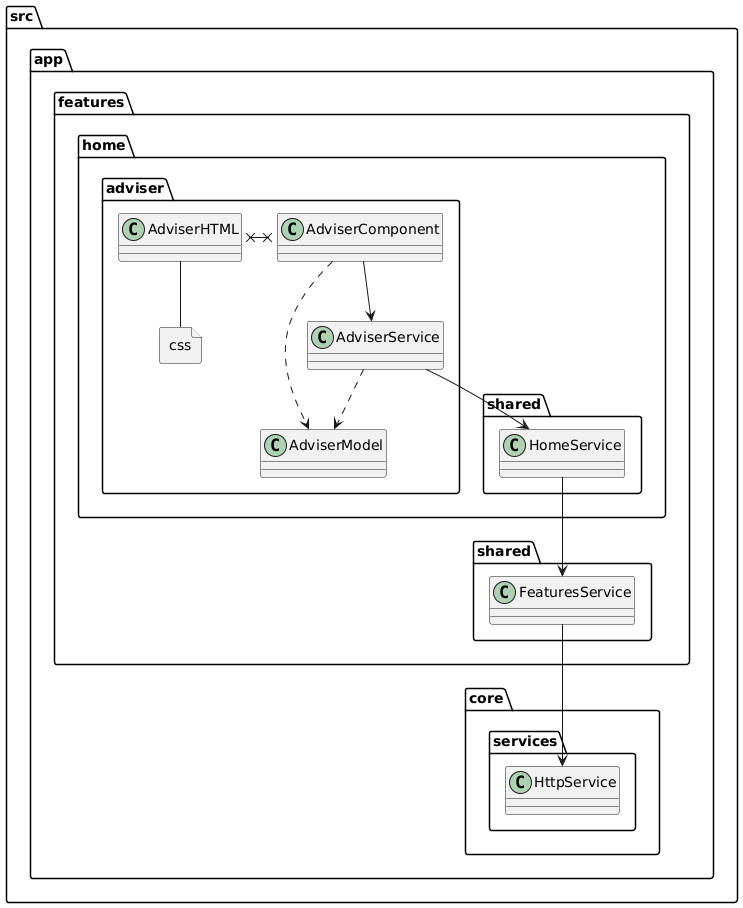 src
app
features
home
adviser
C AdviserHTML
C AdviserComponent
C AdviserService
css
shared
C AdviserModel
C HomeService
shared
C FeaturesService
core
services
C HttpService